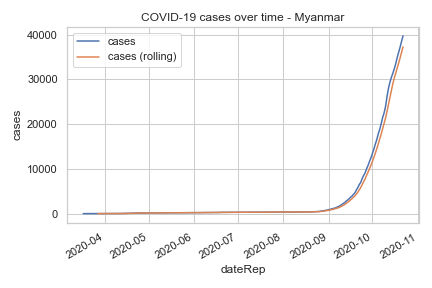 COVID-19 cases over time - Myanmar
cases
cases (rolling)
40000
30000
20000
10000
0
cases
2020-04
2020-05
2020-06
2020-07
2020-08
2020-09
2020-10
2020-11
dateRep